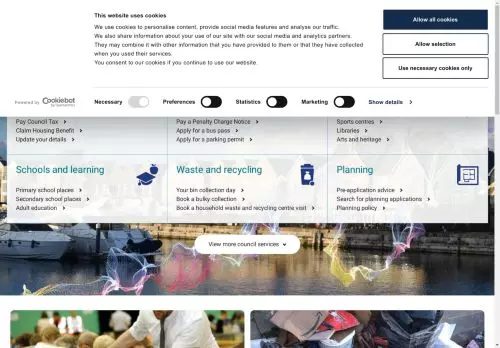 This website uses cookies
We use cookies to personalise content, provide social media features and analyse our traffic.
We also share information about your use of our site with our social media and analytics partners.
They may combine it with other information that you have provided to them or that they have collected
when you used their services.
You consent to our cookies if you continue to use our website.
Allow all cookies
Allow selection
Use necessary cookies only
Powered by Cookiebot
Necessary
Preferences
Statistics
Marketing
Show details
Pay Council Tax
Claim Housing Benefit
Update your details
Pay a Penalty Charge Notice
Apply for a bus pass
Apply for a parking permit
Sports centres
Libraries
Arts and heritage
Schools and learning
Primary school places
Secondary school places
Adult education
Waste and recycling
Your bin collection day
Book a bulky collection
Book a household waste and recycling centre visit
Planning
Pre-application advice
Search for planning applications
Planning policy
View more council services